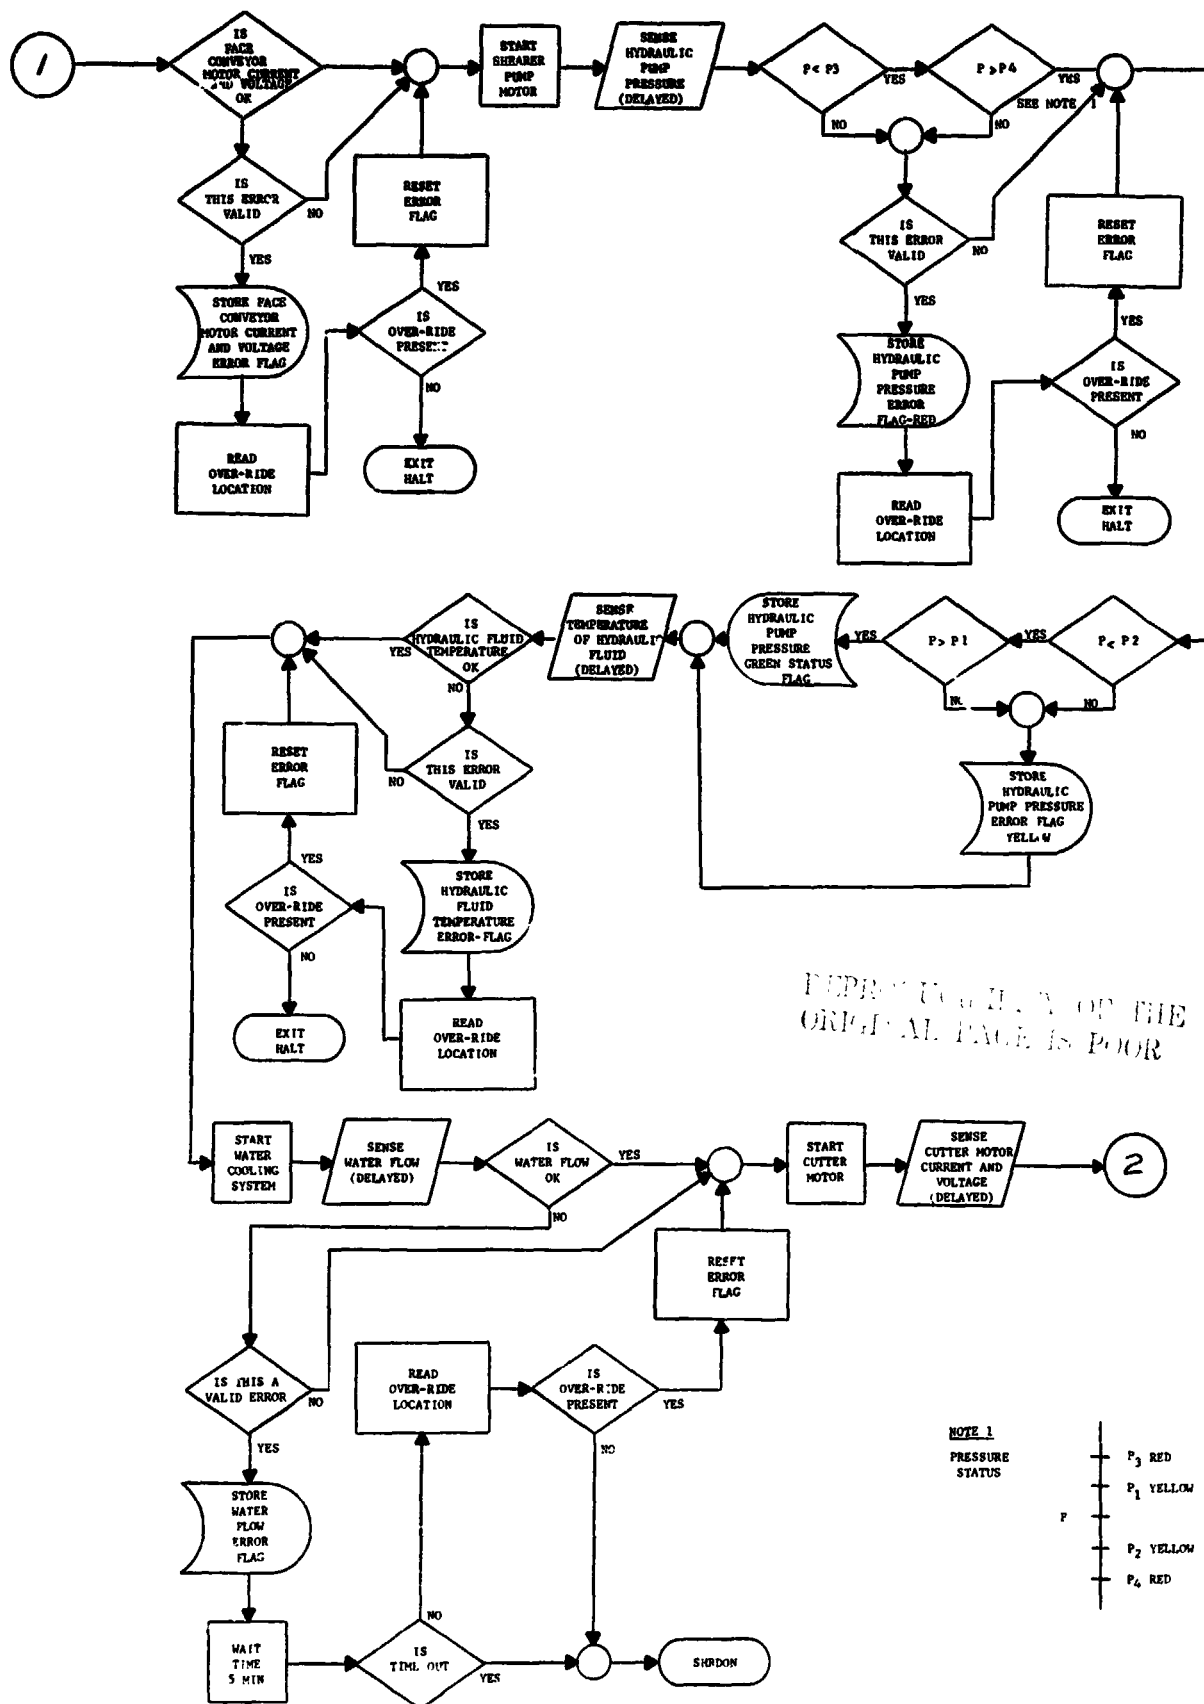 1
IS
FACE
CONVEYOR
MOTOR CURRENT
VOLTAGE
OK
START
SHEARER
PUMP
MOTOR
SENSE
HYDRAULIC
PUMP
PRESSURE
(DELAYED)
P< P3
YES
P >P4
YES
SEE NOTE 1
NO
NO
IS
THIS ERROR
VALID
NO
YES
RESET
ERROR
FLAG
YES
STORE FACE
CONVEYOR
MOTOR CURRENT
AND VOLTAGE
ERROR FLAG
IS
OVER-RIDE
PRESENT
NO
READ
OVER-RIDE
LOCATION
EXIT
HALT
IS
THIS ERROR
VALID
NO
YES
RESET
ERROR
FLAG
YES
STORE
HYDRAULIC
PUMP
PRESSURE
ERROR
FLAG-RED
IS
OVER-RIDE
PRESENT
NO
READ
OVER-RIDE
LOCATION
EXIT
HALT
P< P2
YES
P> P1
YES
NO
STORE
HYDRAULIC
PUMP
PRESSURE
GREEN STATUS
FLAG
SENSE
TEMPERATURE
OF HYDRAULIC
FLUID
(DELAYED)
IS
HYDRAULIC FLUID
TEMPERATURE
OK
YES
NO
STORE
HYDRAULIC
PUMP PRESSURE
ERROR FLAG
YELLOW
RESET
ERROR
FLAG
IS
THIS ERROR
VALID
NO
YES
YES
IS
OVER-RIDE
PRESENT
NO
STORE
HYDRAULIC
FLUID
TEMPERATURE
ERROR-FLAG
EXIT
HALT
READ
OVER-RIDE
LOCATION
OF THE
ORIGINAL PAGE IS POOR
START
WATER
COOLING
SYSTEM
SENSE
WATER FLOW
(DELAYED)
IS
WATER FLOW
OK
YES
NO
START
CUTTER
MOTOR
SENSE
CUTTER MOTOR
CURRENT AND
VOLTAGE
(DELAYED)
2
RESET
ERROR
FLAG
IS THIS A
VALID ERROR
NO
YES
READ
OVER-RIDE
LOCATION
IS
OVER-RIDE
PRESENT
YES
NO
STORE
WATER
FLOW
ERROR
FLAG
WAIT
TIME
5 MIN
NO
IS
TIME OUT
YES
SHRDON
NOTE 1
PRESSURE
STATUS
P3 RED
P1 YELLOW
P
P2 YELLOW
P4 RED